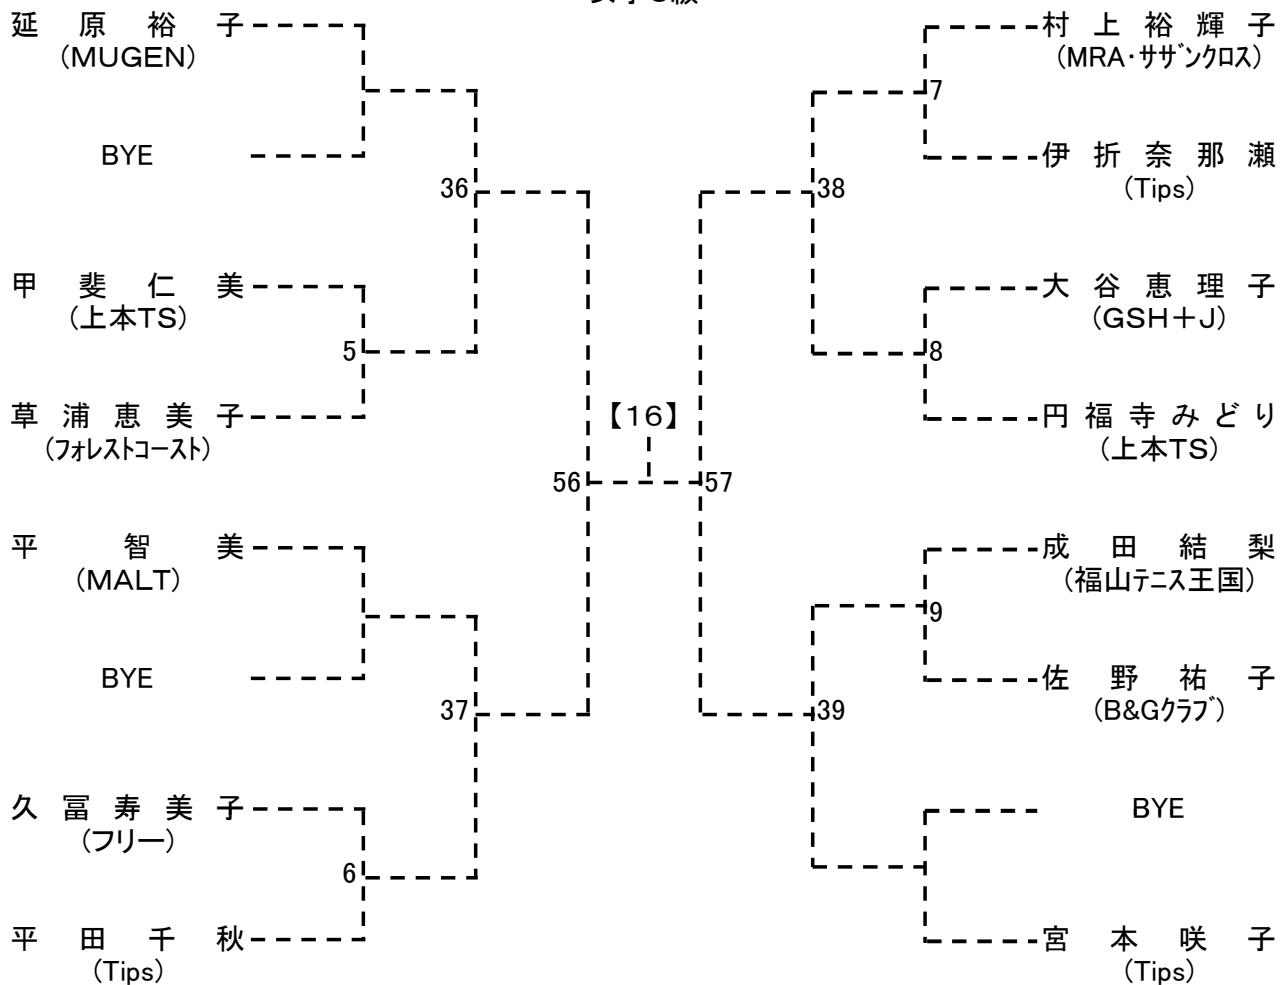 延原裕子
(MUGEN)
BYE
36
甲斐仁美
(上本TS)
5
草浦恵美子
(フォレストコースト)
56
平智美
(MALT)
BYE
37
久冨寿美子
(フリー)
6
平田千秋
(Tips)
【16】
村上裕輝子
(MRA・サザンクロス)
7
伊折奈那瀬
(Tips)
38
大谷恵理子
(GSH+J)
8
円福寺みどり
(上本TS)
57
成田結梨
(福山テニス王国)
9
佐野祐子
(B&Gクラブ)
39
BYE
宮本咲子
(Tips)